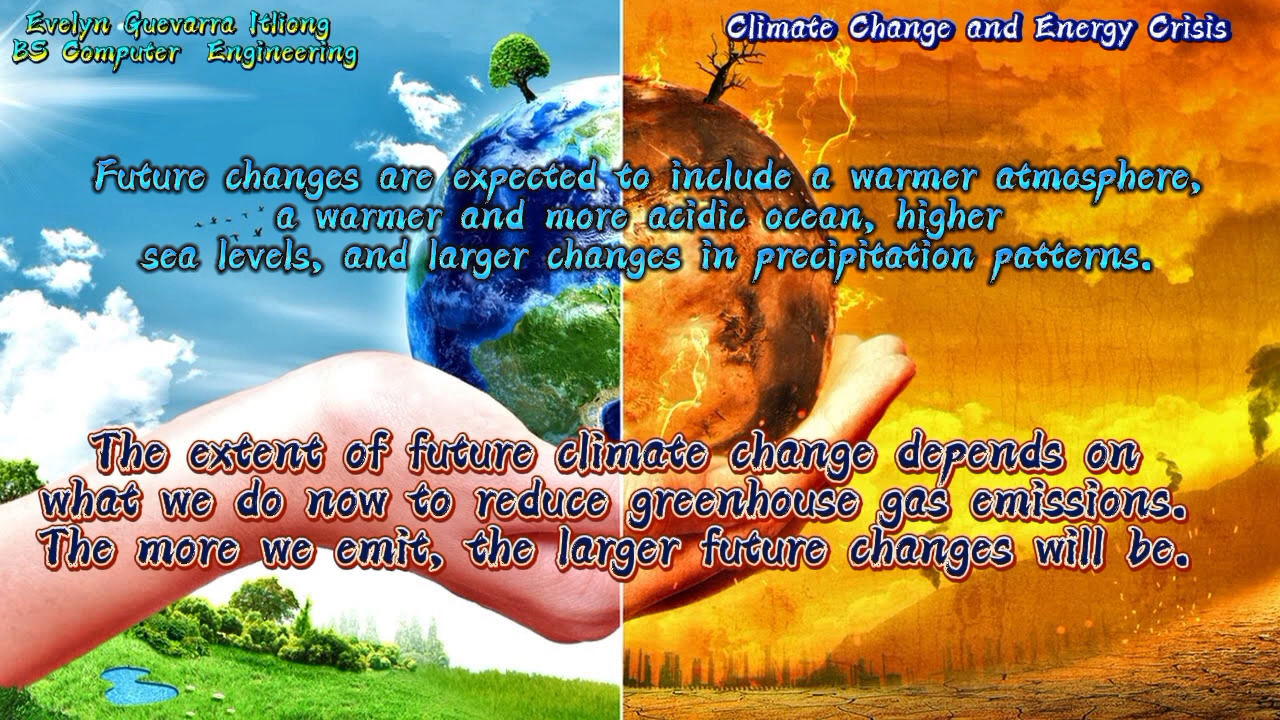 Evelyn Guevarra Itliong
BS Computer Engineering
Climate Change and Energy Crisis
Future changes are expected to include a warmer atmosphere,
a warmer and more acidic ocean, higher
sea levels, and larger changes in precipitation patterns.
The extent of future climate change depends on
what we do now to reduce greenhouse gas emissions.
The more we emit, the larger future changes will be.